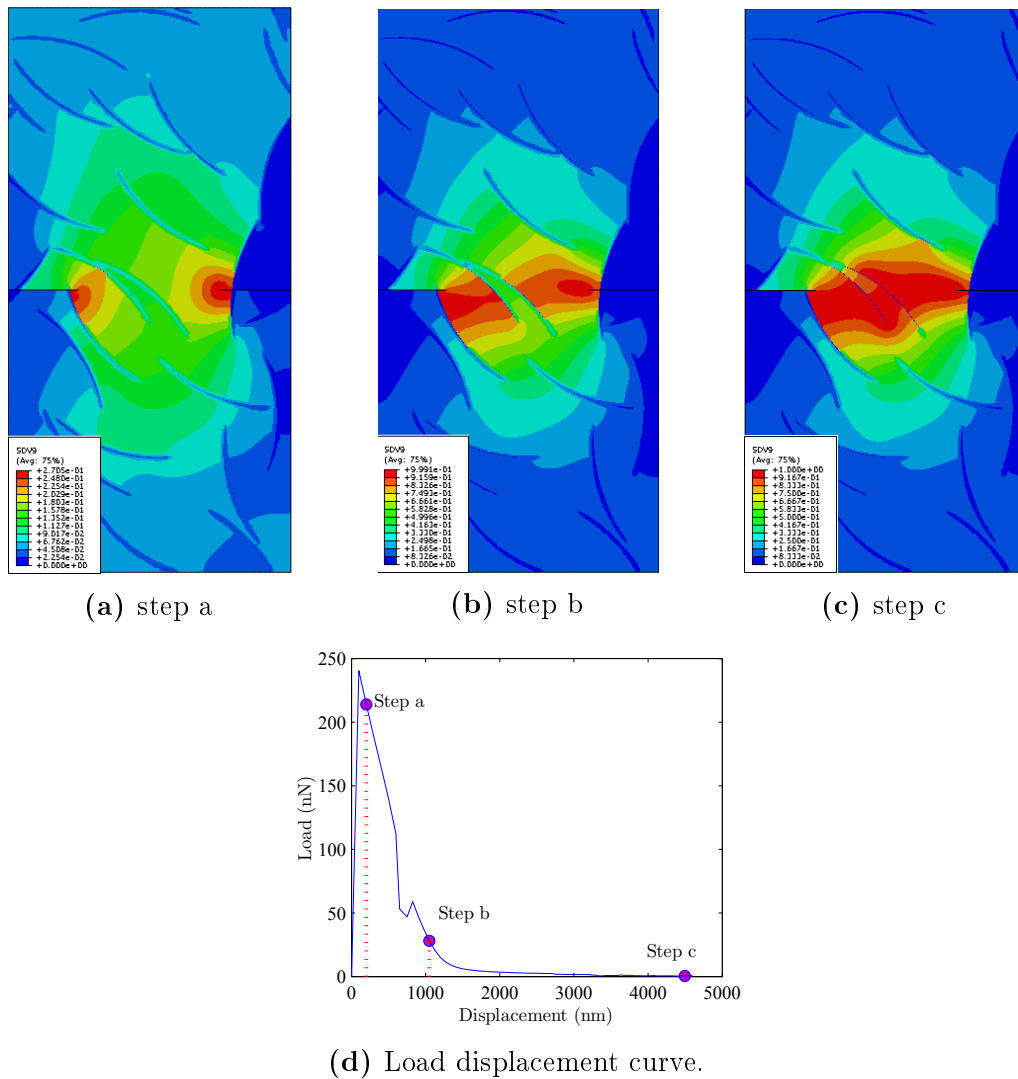 SDV9
(Avg: 75%)
+2.705e-01
+2.480e-01
+2.254e-01
+2.029e-01
+1.803e-01
+1.578e-01
+1.352e-01
+1.127e-01
+9.017e-02
+6.762e-02
+4.508e-02
+2.254e-02
+0.000e+00
SDV9
(Avg: 75%)
+9.991e-01
+9.159e-01
+8.326e-01
+7.493e-01
+6.661e-01
+5.828e-01
+4.996e-01
+4.163e-01
+3.330e-01
+2.498e-01
+1.665e-01
+8.326e-02
+0.000e+00
SDV9
(Avg: 75%)
+1.000e+00
+9.167e-01
+8.333e-01
+7.500e-01
+6.667e-01
+5.833e-01
+5.000e-01
+4.167e-01
+3.333e-01
+2.500e-01
+1.667e-01
+8.333e-02
+0.000e+00
(a) step a
(b) step b
(c) step c
250
200
150
100
50
0
Load (nN)
Step a
Step b
Step c
0 1000 2000 3000 4000 5000
Displacement (nm)
(d) Load displacement curve.